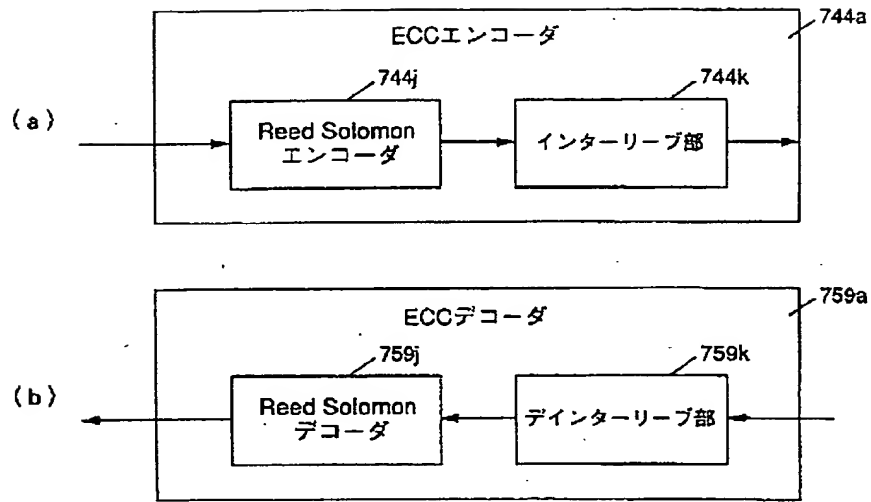 ECCエンコーダ
744a
744j
744k
(a)
Reed Solomon
エンコーダ
インターリーブ部
ECCデコーダ
759a
759j
759k
(b)
Reed Solomon
デコーダ
デインターリーブ部